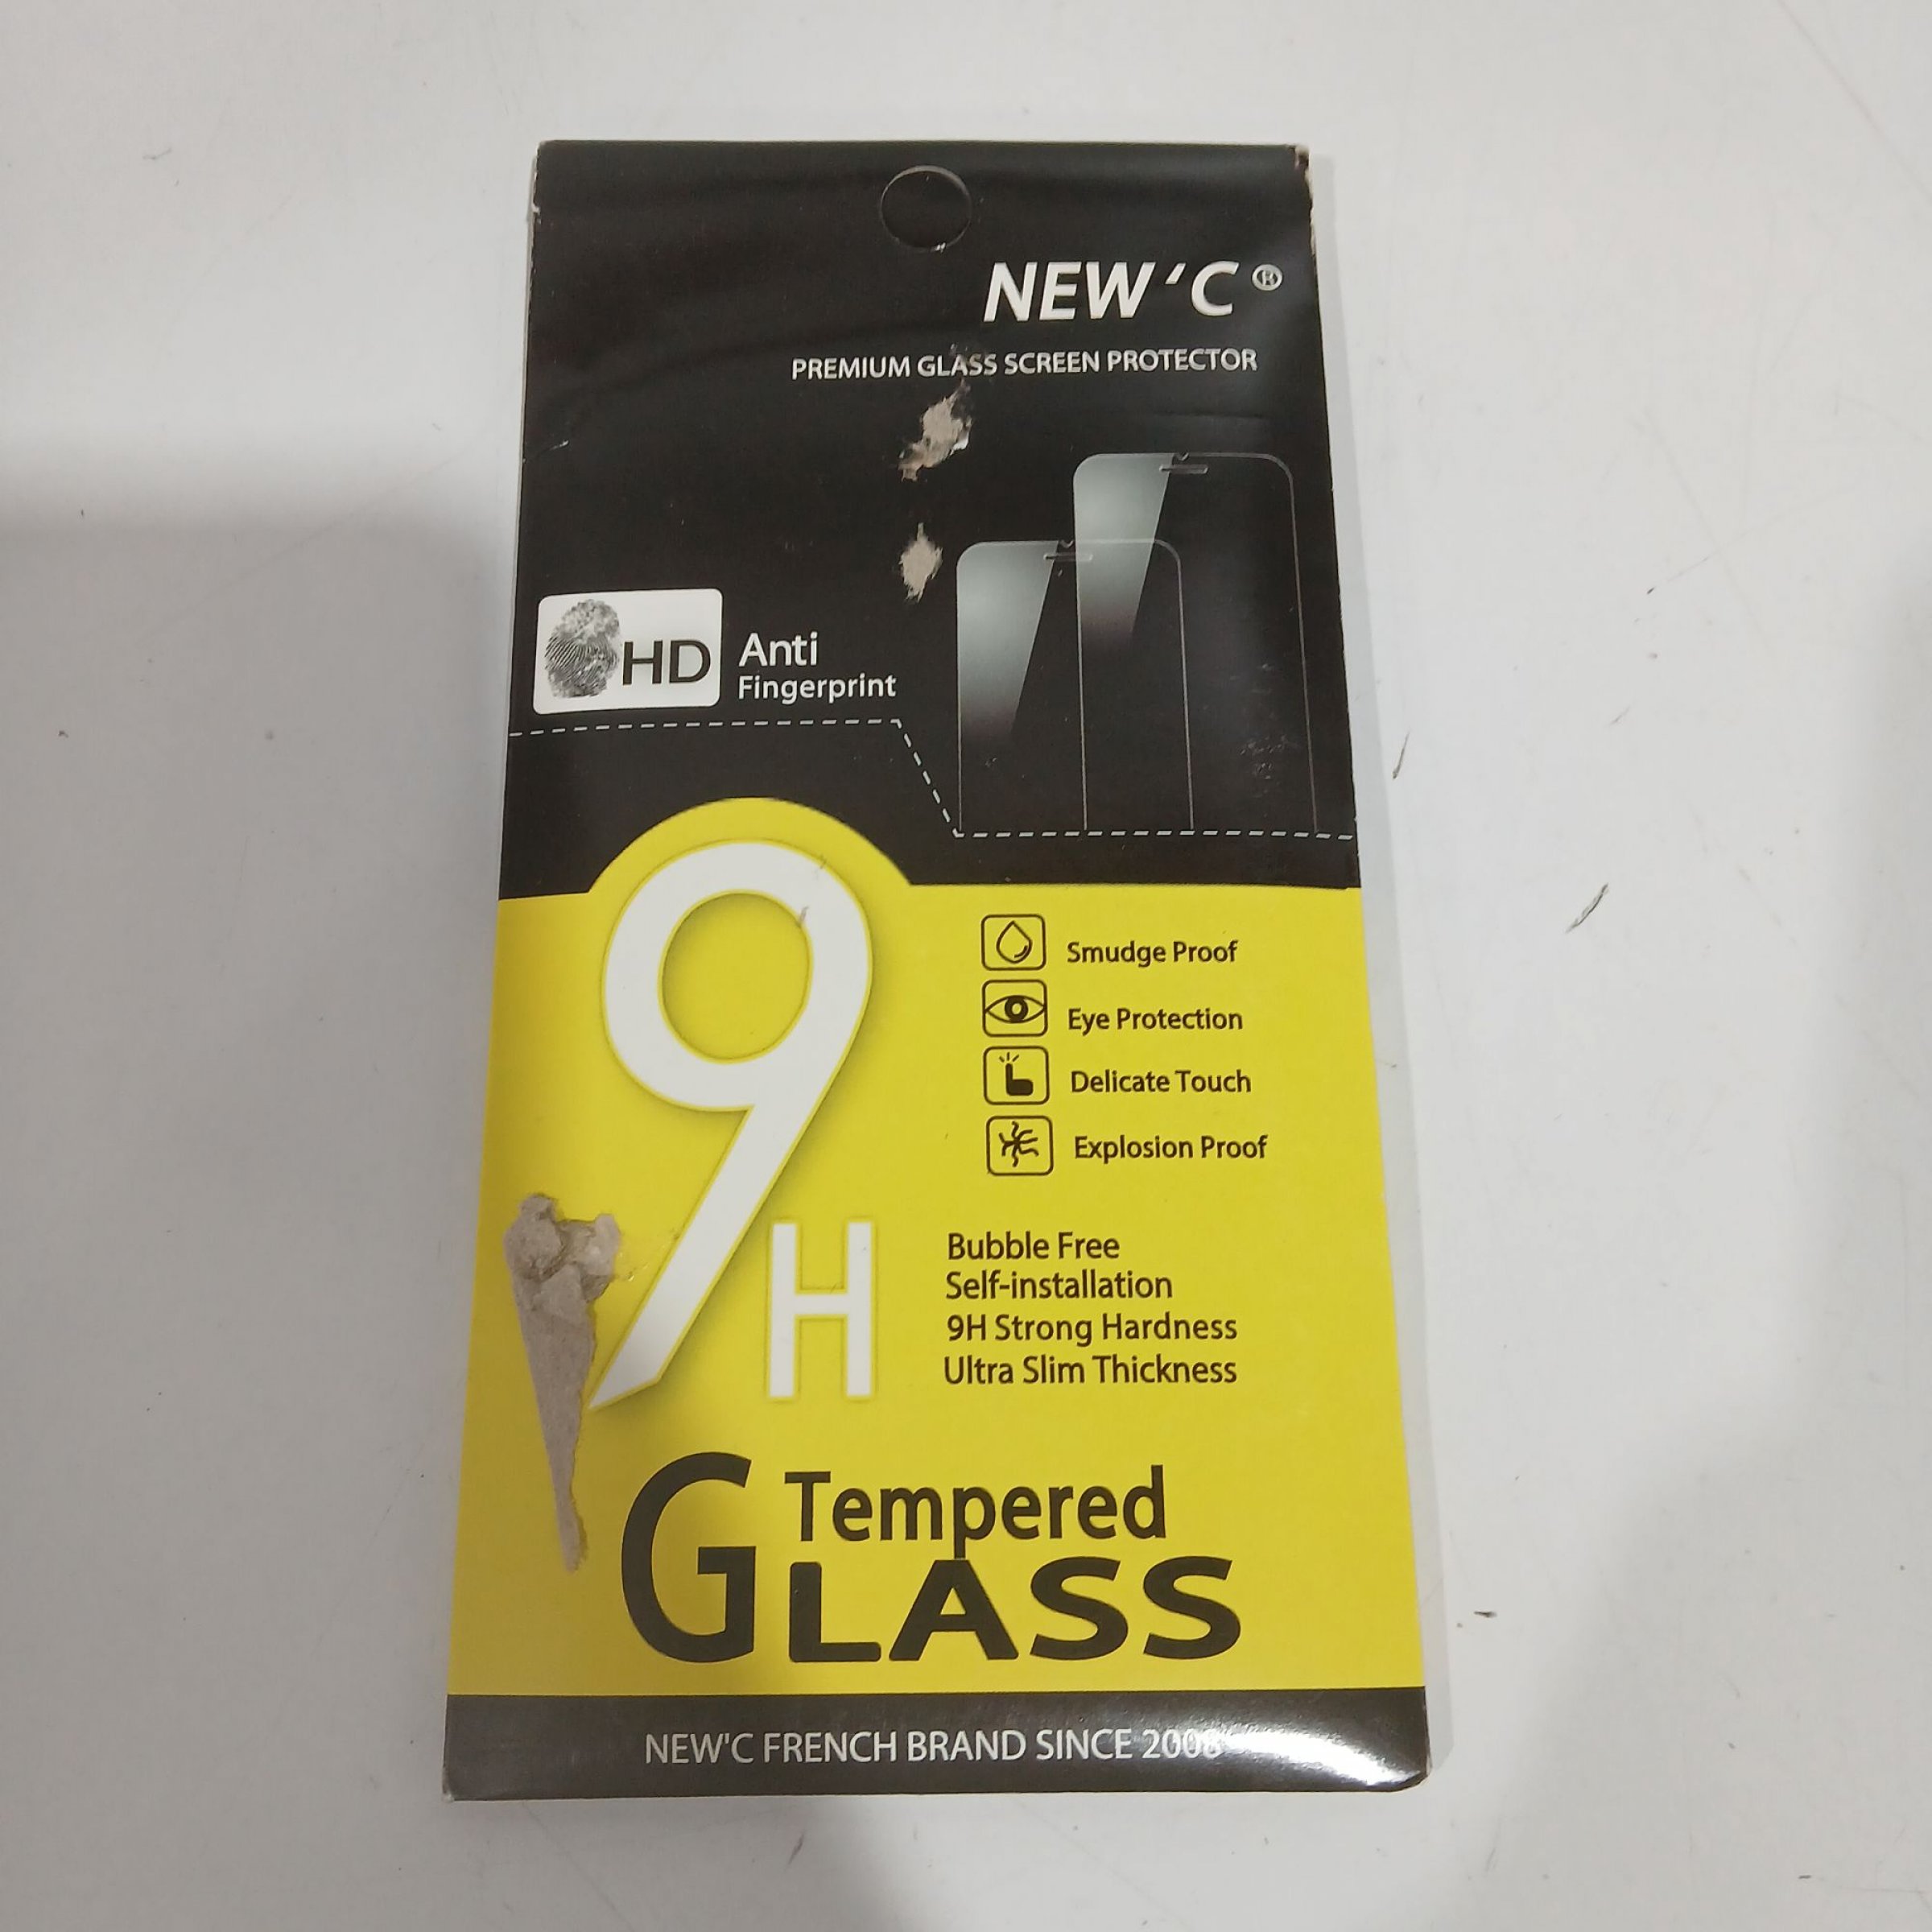 NEW'C®
PREMIUM GLASS SCREEN PROTECTOR
HD
Anti
Fingerprint
9H
Smudge Proof
Eye Protection
Delicate Touch
Explosion Proof
Bubble Free
Self-installation
9H Strong Hardness
Ultra Slim Thickness
Tempered
GLASS
NEW'C FRENCH BRAND SINCE 2008